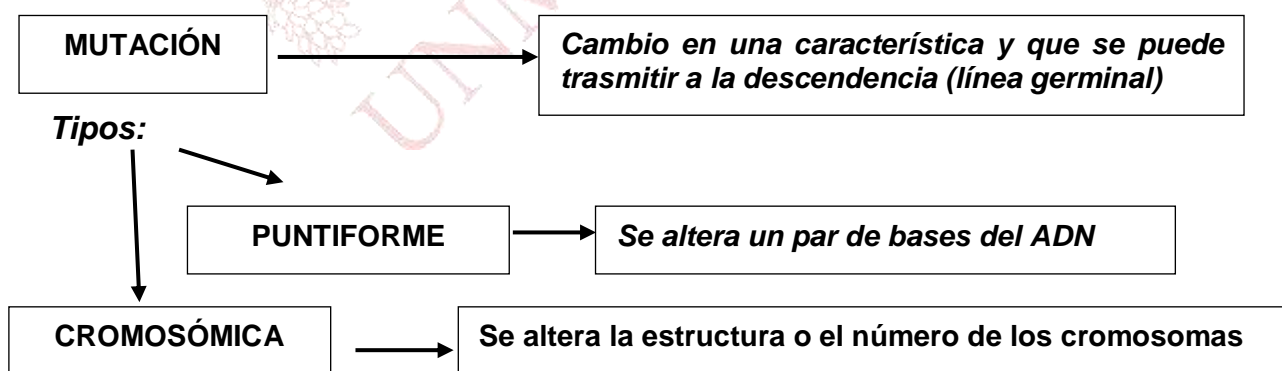 MUTACIÓN
Cambio en una característica y que se puede
trasmitir a la descendencia (línea germinal)
Tipos:
PUNTIFORME
Se altera un par de bases del ADN
CROMOSÓMICA
Se altera la estructura o el número de los cromosomas